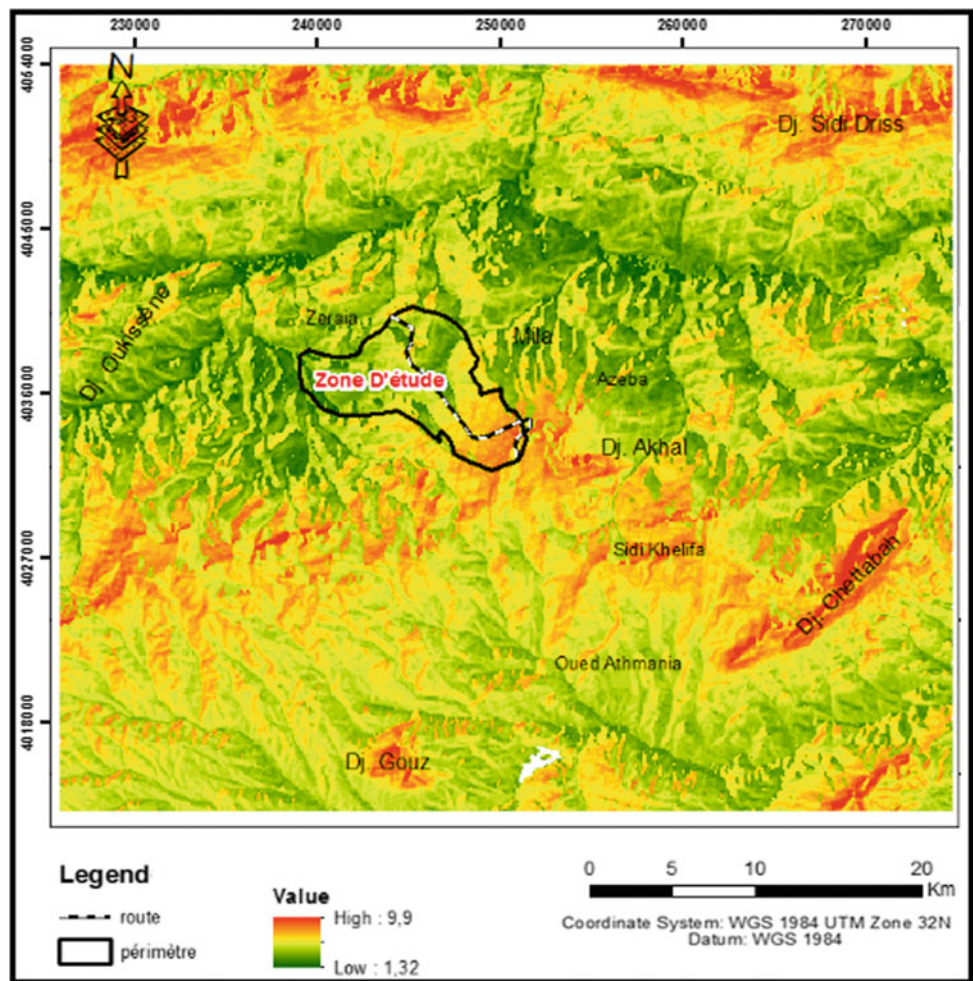 230000 240000 250000 260000 270000
4064000
N
Dj. Sidi Driss
4045000
Dj. Oukissène
Zeraia
Mila
Zone D'étude
Azeba
4036000
Dj. Akhal
4027000
Sidi Khelifa
Dj. Chettabah
Oued Athmania
4018000
Dj. Gouz
Legend
route
périmètre
Value
High : 9,9
Low : 1,32
0 5 10 20
Km
Coordinate System: WGS 1984 UTM Zone 32N
Datum: WGS 1984